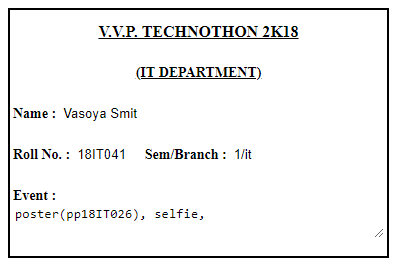 V.V.P. TECHNOTHON 2K18
(IT DEPARTMENT)
Name : Vasoya Smit
Roll No. : 18IT041 Sem/Branch : 1/it
Event :
poster(pp18IT026), selfie,